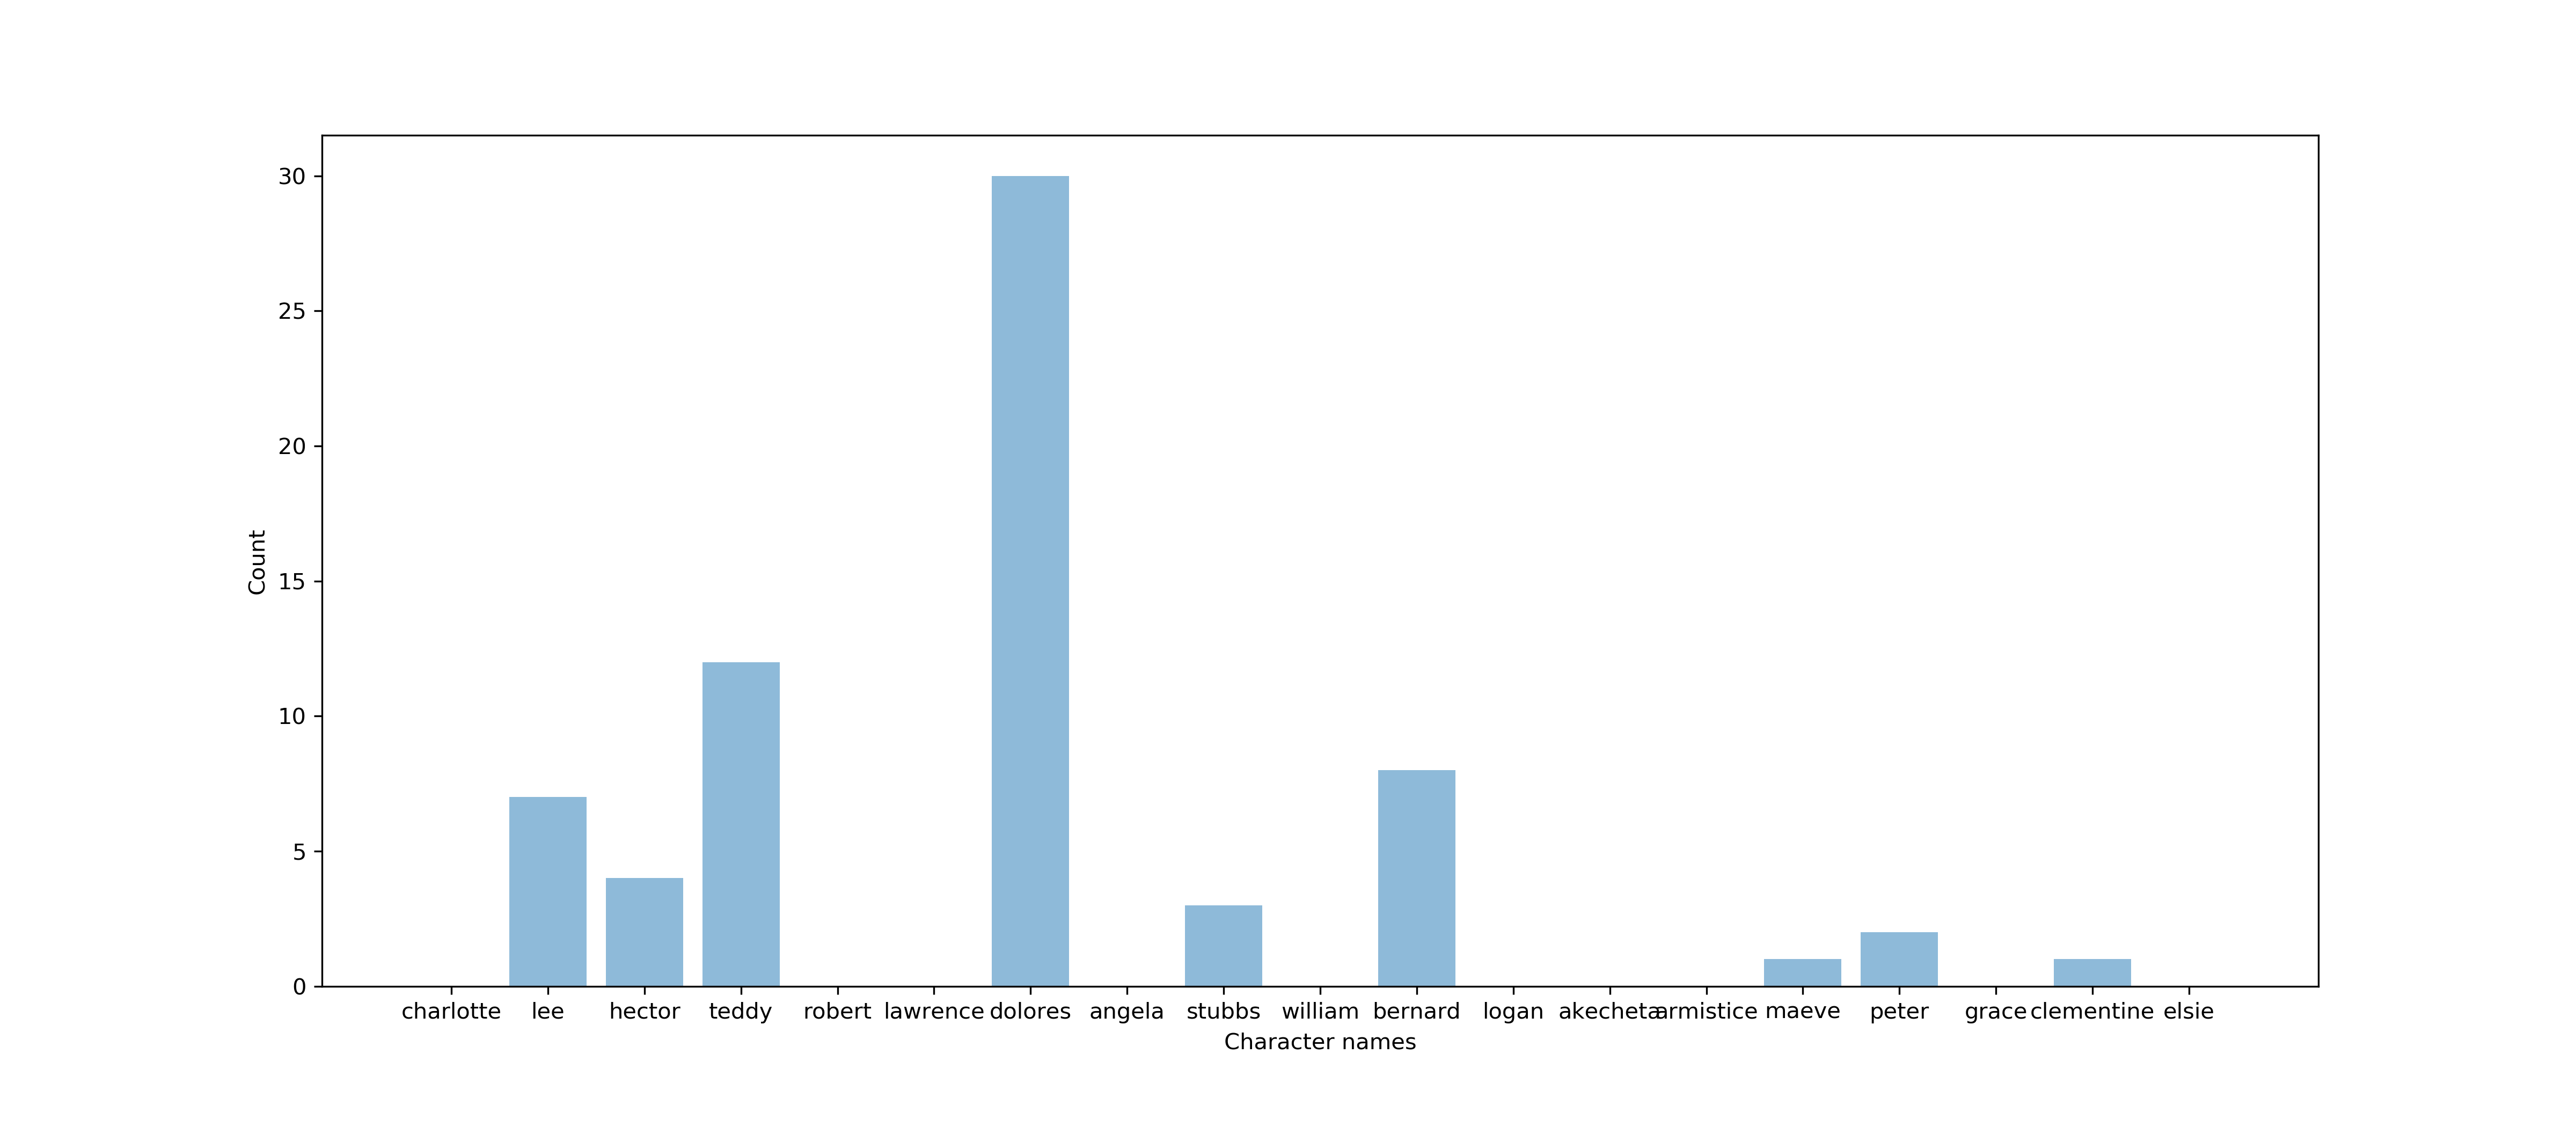 30
25
20
15
10
5
0
Count
charlotte lee hector teddy robert lawrence dolores angela stubbs william bernard logan akecheta armistice maeve peter grace clementine elsie
Character names